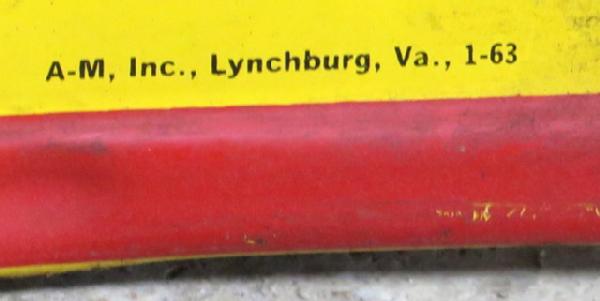 A-M, Inc., Lynchburg, Va., 1-63